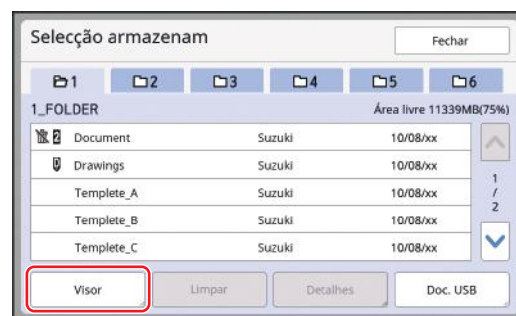 Selecção armazenam
Fechar
1 2 3 4 5 6
1_FOLDER Área livre 11339MB(75%)
2 Document Suzuki 10/08/xx
Drawings Suzuki 10/08/xx
Templete_A Suzuki 10/08/xx
Templete_B Suzuki 10/08/xx
Templete_C Suzuki 10/08/xx
1
/
2
Visor Limpar Detalhes Doc. USB